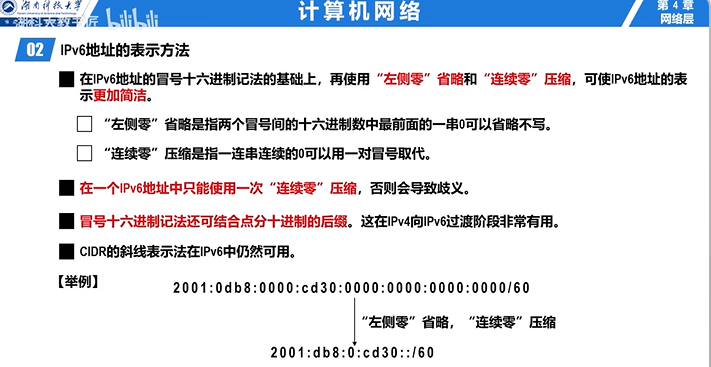 湖南科技大学
湖科大教书匠 bilibili
计算机网络
第 4 章
网络层
02 IPv6地址的表示方法
在IPv6地址的冒号十六进制记法的基础上，再使用“左侧零”省略和“连续零”压缩，可使IPv6地址的表
示更加简洁。
“左侧零”省略是指两个冒号间的十六进制数中最前面的一串0可以省略不写。
“连续零”压缩是指一连串连续的0可以用一对冒号取代。
在一个IPv6地址中只能使用一次“连续零”压缩，否则会导致歧义。
冒号十六进制记法还可结合点分十进制的后缀。这在IPv4向IPv6过渡阶段非常有用。
CIDR的斜线表示法在IPv6中仍然可用。
【举例】
2001:0db8:0000:cd30:0000:0000:0000:0000/60
“左侧零”省略，“连续零”压缩
2001:db8:0:cd30::/60